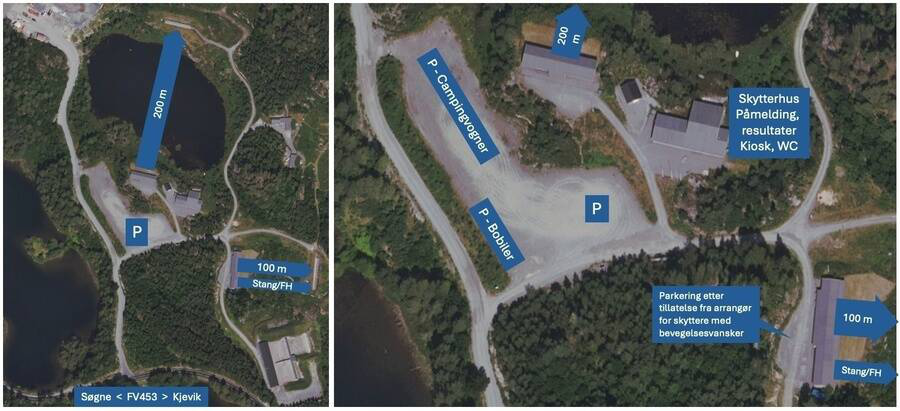 200 m
P
100 m
Stang/FH
Søgne < FV453 > Kjevik
200
m
P - Campingvogner
P - Bobiler
P
Skytterhus
Påmelding,
resultater
Kiosk, WC
Parkering etter
tillatelse fra arrangør
for skyttere med
bevegelsesvansker
100 m
Stang/FH